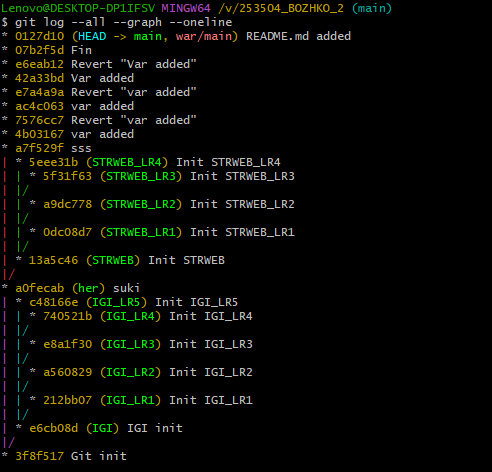 Lenovo@DESKTOP-DP1IFSV MINGW64 /v/253504_BOZHKO_2 (main)
$ git log --all --graph --oneline
* 0127d10 (HEAD -> main, war/main) README.md added
* 07b2f5d Fin
* e6eab12 Revert "Var added"
* 42a33bd Var added
* e7a4a9a Revert "var added"
* ac4c063 var added
* 7576cc7 Revert "var added"
* 4b03167 var added
* a7f529f sss
| * 5eee31b (STRWEB_LR4) Init STRWEB_LR4
| | * 5f31f63 (STRWEB_LR3) Init STRWEB_LR3
| |/
| | * a9dc778 (STRWEB_LR2) Init STRWEB_LR2
| |/
| | * 0dc08d7 (STRWEB_LR1) Init STRWEB_LR1
| |/
| * 13a5c46 (STRWEB) Init STRWEB
|/
* a0fecab (her) suki
| * c48166e (IGI_LR5) Init IGI_LR5
| | * 740521b (IGI_LR4) Init IGI_LR4
| |/
| | * e8a1f30 (IGI_LR3) Init IGI_LR3
| |/
| | * a560829 (IGI_LR2) Init IGI_LR2
| |/
| | * 212bb07 (IGI_LR1) Init IGI_LR1
| |/
| * e6cb08d (IGI) IGI init
|/
* 3f8f517 Git init